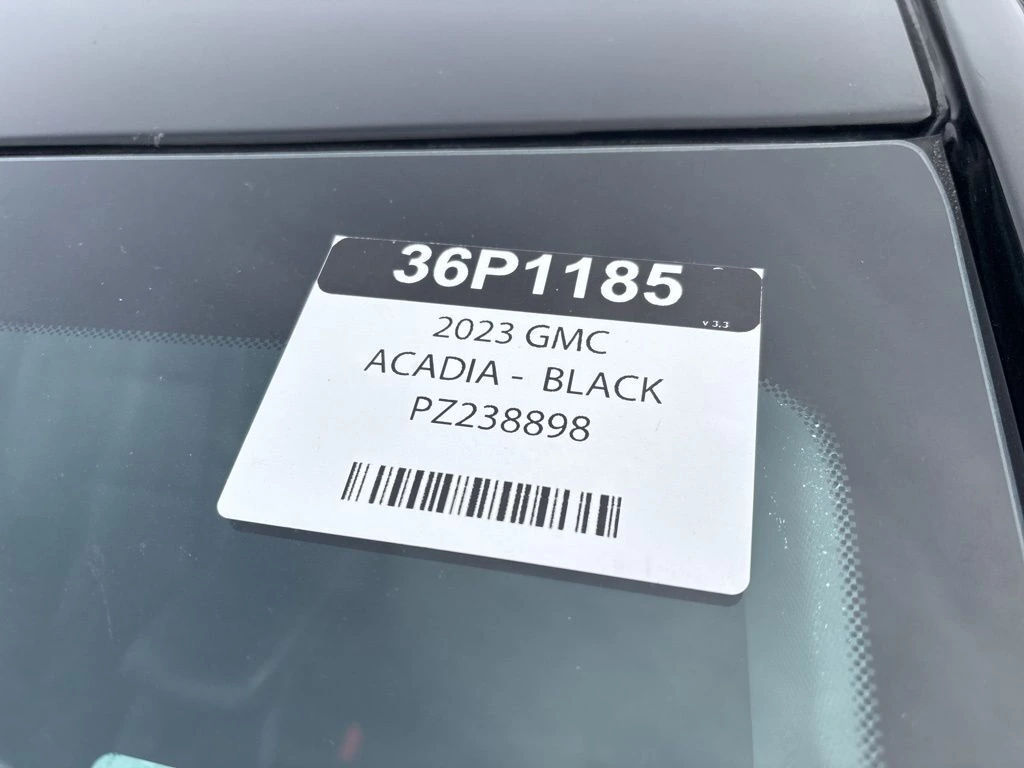 36P1185
v 3.3
2023 GMC
ACADIA - BLACK
PZ238898